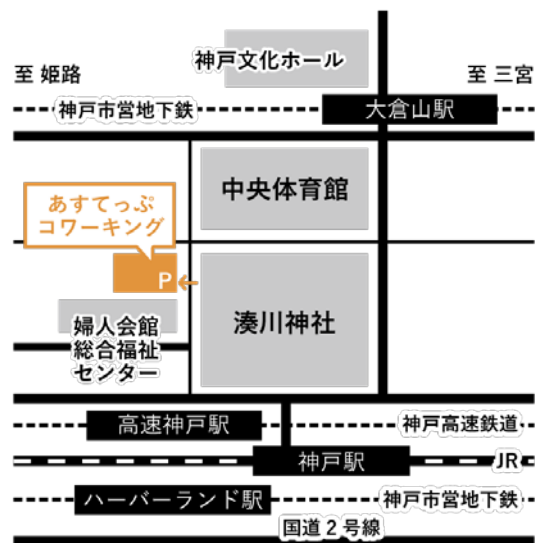 神戸文化ホール
至 姫路
至 三宮
神戸市営地下鉄
大倉山駅
中央体育館
あすてっぷ
コワーキング
P
湊川神社
婦人会館
総合福祉
センター
高速神戸駅
神戸高速鉄道
神戸駅
JR
ハーバーランド駅
神戸市営地下鉄
国道2号線